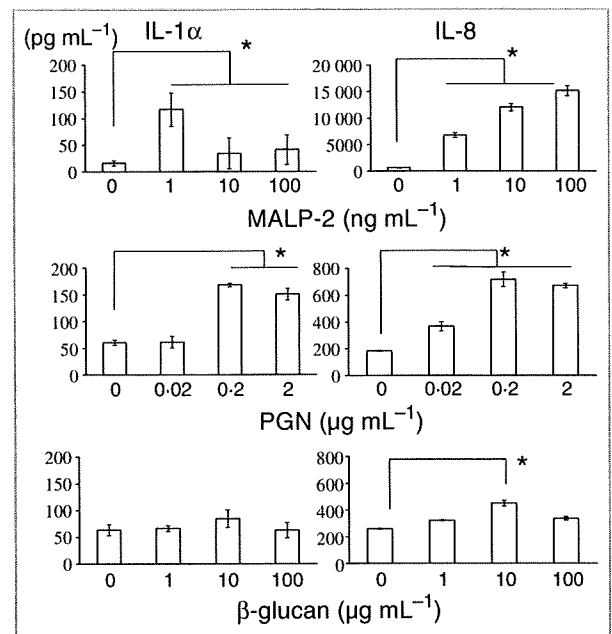 (pg mL⁻¹) IL-1α * IL-8 *
200 20 000
150 15 000
100 10 000
50 5000
0 0
0 1 10 100 0 1 10 100
MALP-2 (ng mL⁻¹)
* *
200 800
150 600
100 400
50 200
0 0
0 0·02 0·2 2 0 0·02 0·2 2
PGN (µg mL⁻¹)
*
200 800
150 600
100 400
50 200
0 0
0 1 10 100 0 1 10 100
β-glucan (µg mL⁻¹)